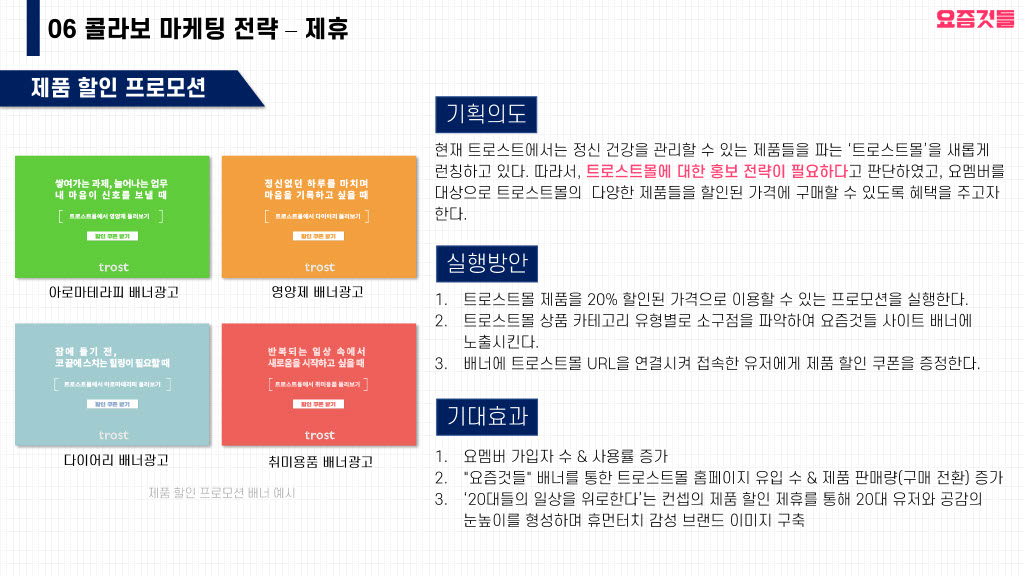 06 콜라보 마케팅 전략 – 제휴
요즘것들
제품 할인 프로모션
쌓여가는 과제, 늘어나는 업무
내 마음이 신호를 보낼 때
트로스트몰에서 영양제 둘러보기
할인 쿠폰 받기
trost
아로마테라피 배너광고
정신없던 하루를 마치며
마음을 기록하고 싶을 때
트로스트몰에서 다이어리 둘러보기
할인 쿠폰 받기
trost
영양제 배너광고
잠에 들기 전,
코 끝에 스치는 힐링이 필요할 때
트로스트몰에서 아로마테라피 둘러보기
할인 쿠폰 받기
trost
다이어리 배너광고
반복되는 일상 속에서
새로움을 시작하고 싶을 때
트로스트몰에서 취미용품 둘러보기
할인 쿠폰 받기
trost
취미용품 배너광고
제품 할인 프로모션 배너 예시
기획의도
현재 트로스트에서는 정신 건강을 관리할 수 있는 제품들을 파는 ‘트로스트몰’을 새롭게
런칭하고 있다. 따라서, 트로스트몰에 대한 홍보 전략이 필요하다고 판단하였고, 요멤버를
대상으로 트로스트몰의 다양한 제품들을 할인된 가격에 구매할 수 있도록 혜택을 주고자
한다.
실행방안
1. 트로스트몰 제품을 20% 할인된 가격으로 이용할 수 있는 프로모션을 실행한다.
2. 트로스트몰 상품 카테고리 유형별로 소구점을 파악하여 요즘것들 사이트 배너에
노출시킨다.
3. 배너에 트로스트몰 URL을 연결시켜 접속한 유저에게 제품 할인 쿠폰을 증정한다.
기대효과
1. 요멤버 가입자 수 & 사용률 증가
2. "요즘것들" 배너를 통한 트로스트몰 홈페이지 유입 수 & 제품 판매량(구매 전환) 증가
3. ‘20대들의 일상을 위로한다’는 컨셉의 제품 할인 제휴를 통해 20대 유저와 공감의
눈높이를 형성하며 휴먼터치 감성 브랜드 이미지 구축